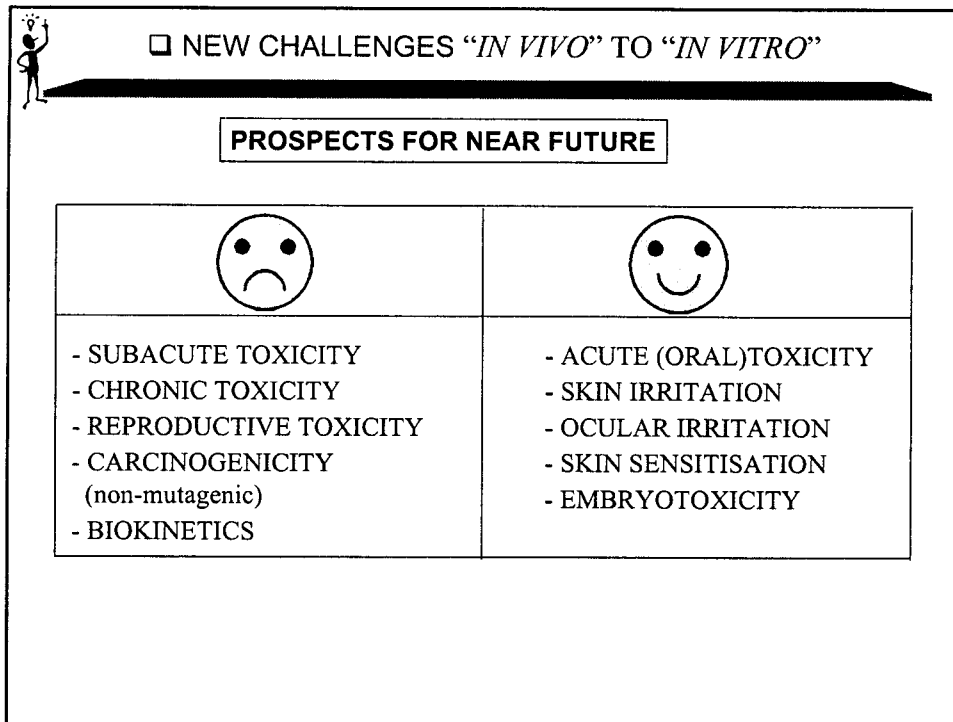 ❑ NEW CHALLENGES “IN VIVO” TO “IN VITRO”
PROSPECTS FOR NEAR FUTURE
- SUBACUTE TOXICITY
- CHRONIC TOXICITY
- REPRODUCTIVE TOXICITY
- CARCINOGENICITY
(non-mutagenic)
- BIOKINETICS
- ACUTE (ORAL)TOXICITY
- SKIN IRRITATION
- OCULAR IRRITATION
- SKIN SENSITISATION
- EMBRYOTOXICITY